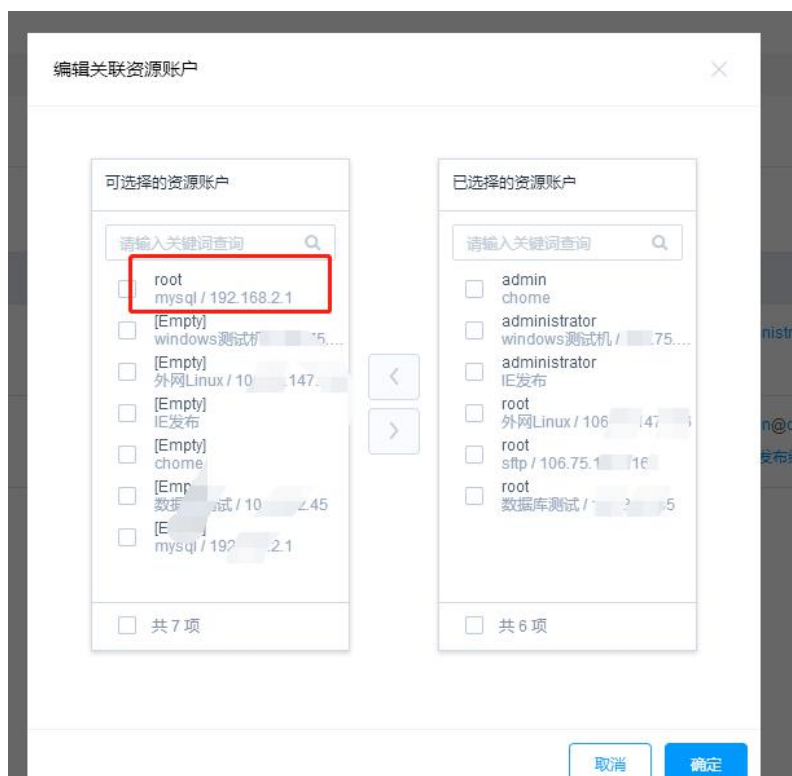 编辑关联资源账户
可选择的资源账户
请输入关键词查询
root
mysql / 192.168.2.1
[Empty]
windows测试机
[Empty]
外网Linux / 10 .147.
[Empty]
IE发布
[Empty]
chome
[Emp
数据 试 / 10 2.45
[E
mysql / 192 .2.1
共 7 项
已选择的资源账户
请输入关键词查询
admin
chome
administrator
windows测试机 / .75....
administrator
IE发布
root
外网Linux / 106 147
root
sftp / 106.75.1 16
root
数据库测试 /
共 6 项
取消
确定